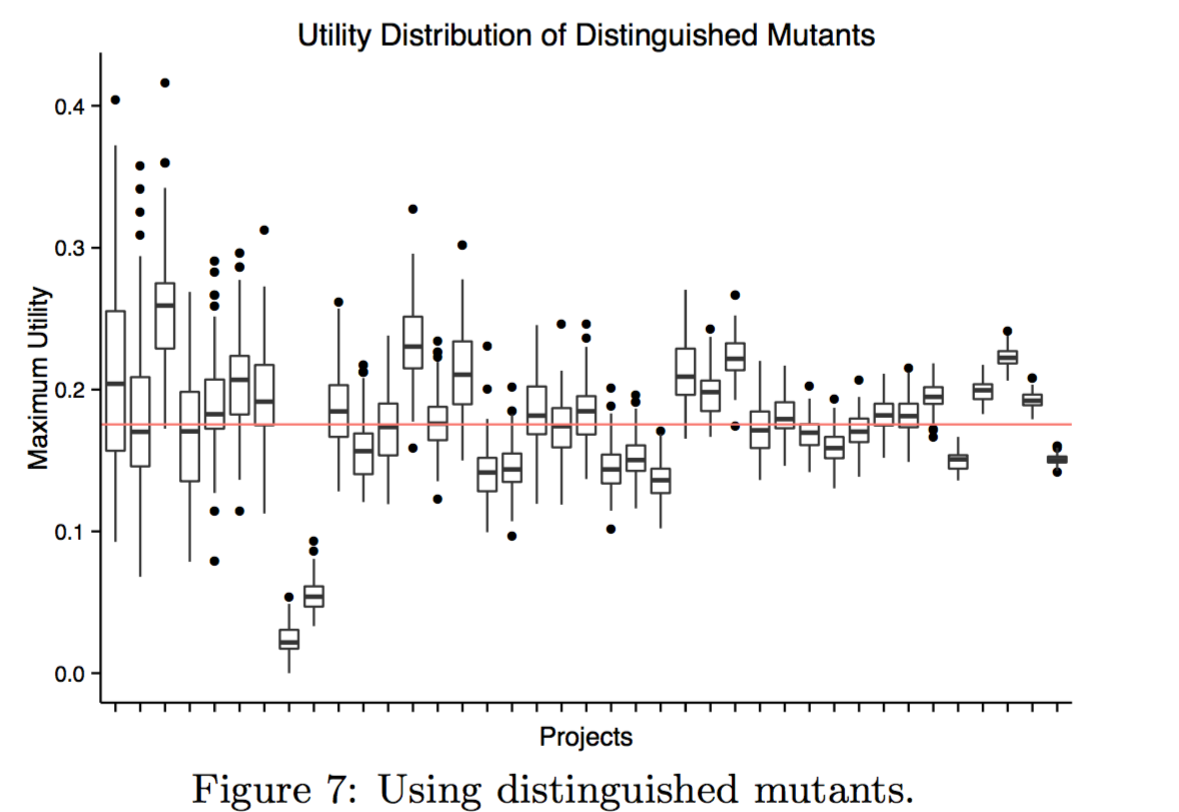 Utility Distribution of Distinguished Mutants
Maximum Utility
0.4
0.3
0.2
0.1
0.0
Projects
Figure 7: Using distinguished mutants.